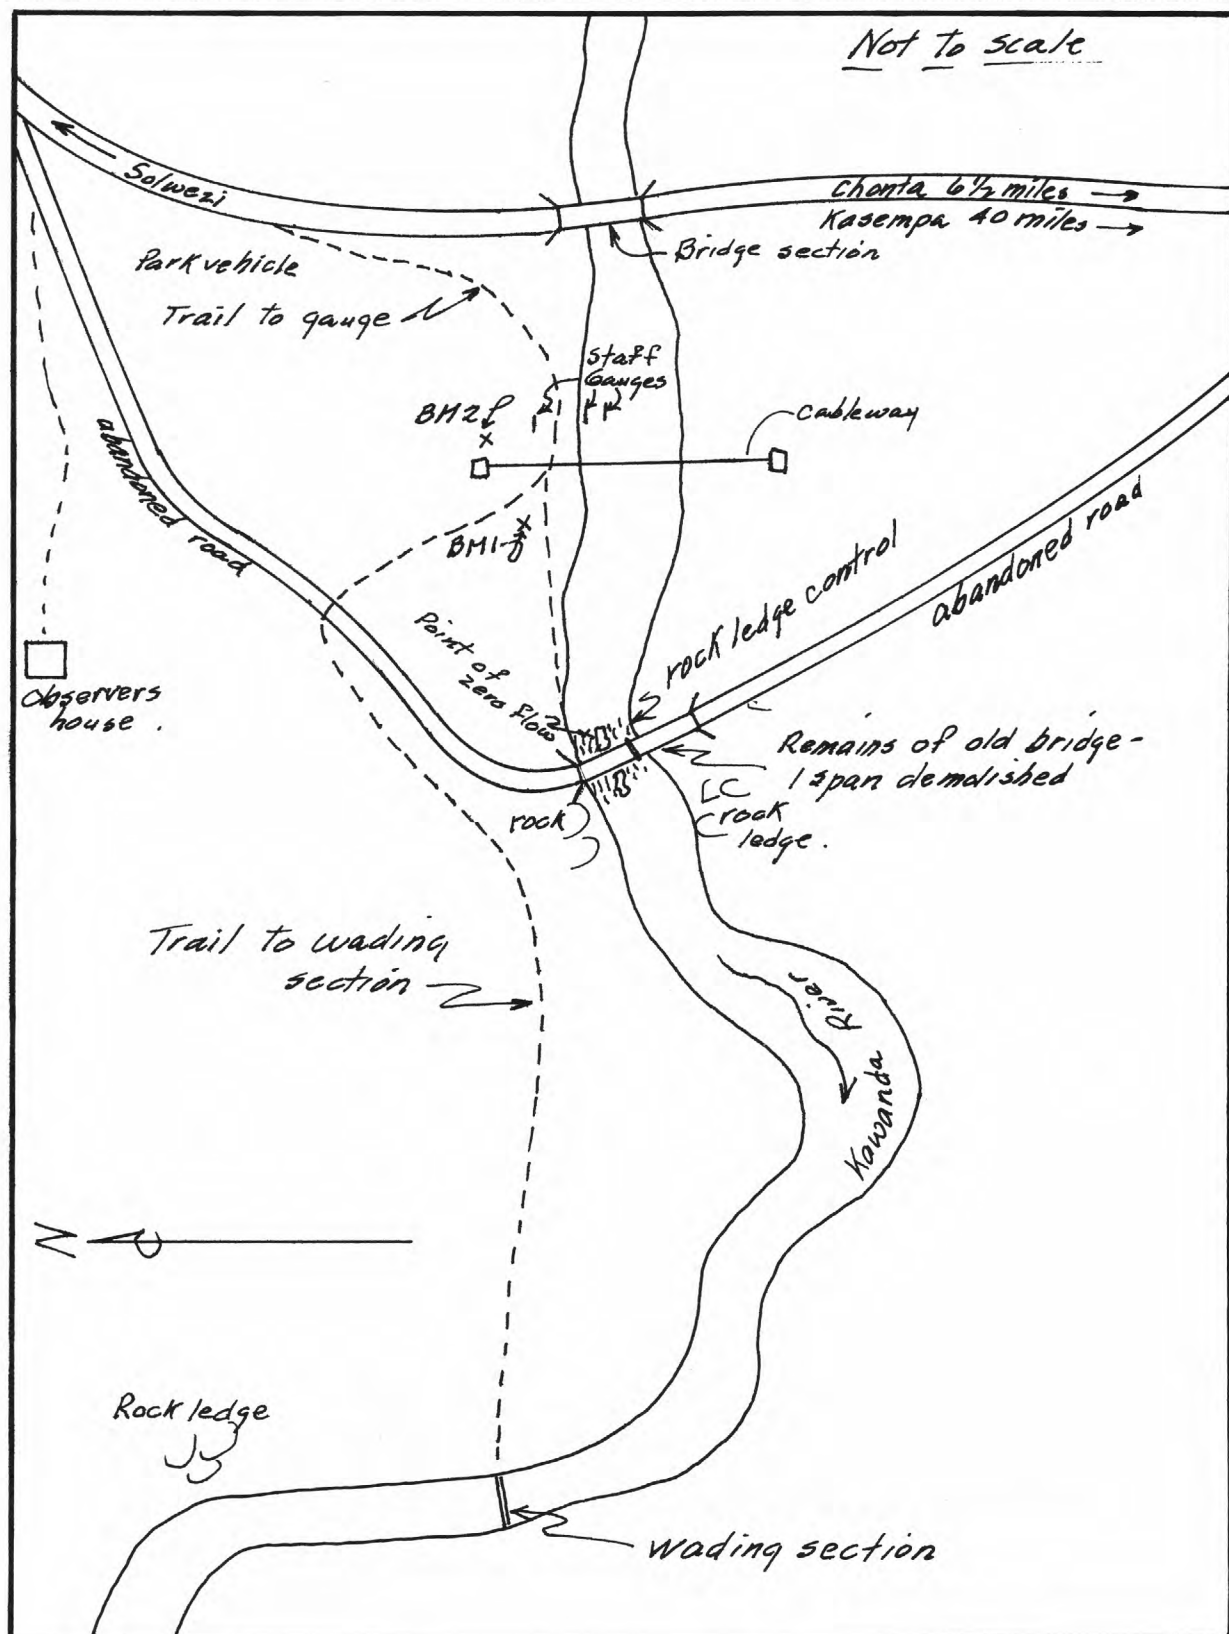 Not to scale
Solwezi
Chonta 6 1/2 miles
Kasempa 40 miles
Bridge section
Park vehicle
Trail to gauge
Staff
Gauges
BM2
cableway
BM1
abandoned road
abandoned road
rock ledge control
Point of
zero flow
observers
house.
Remains of old bridge-
1 span demolished
rock
rock
ledge.
Trail to wading
section
Kawanda River
N
Rock ledge
Wading section